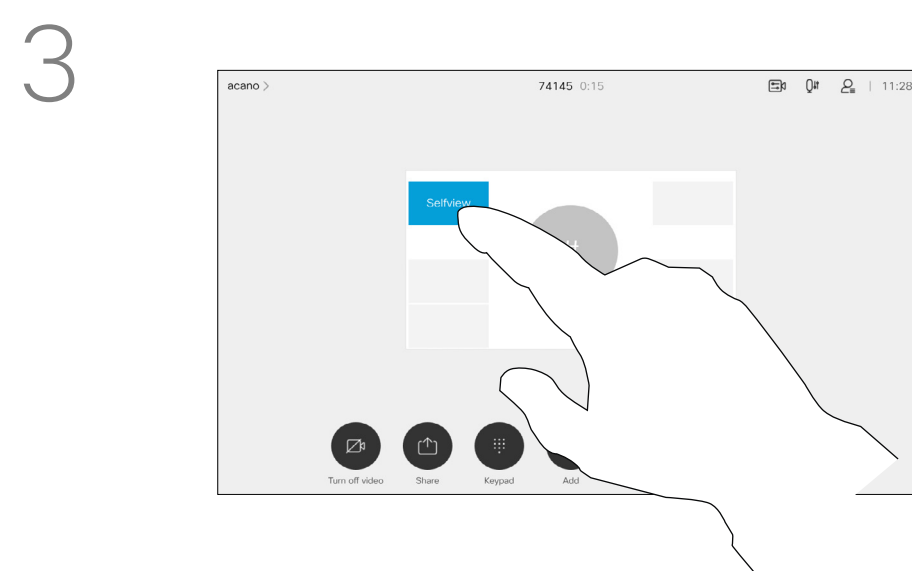 3
acano >
74145 0:15
| 11:28
Selfview
Turn off video
Share
Keypad
Add